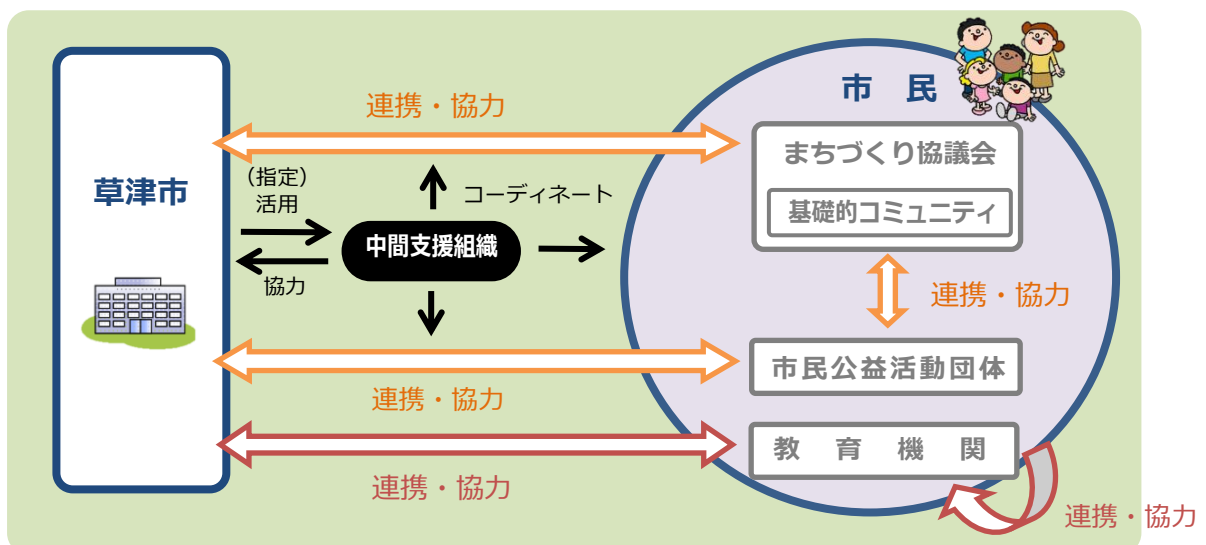 市　民
連携・協力
まちづくり協議会
草津市
(指定)
活用
コーディネート
基礎的コミュニティ
中間支援組織
協力
連携・協力
市民公益活動団体
連携・協力
教　育　機　関
連携・協力
連携・協力